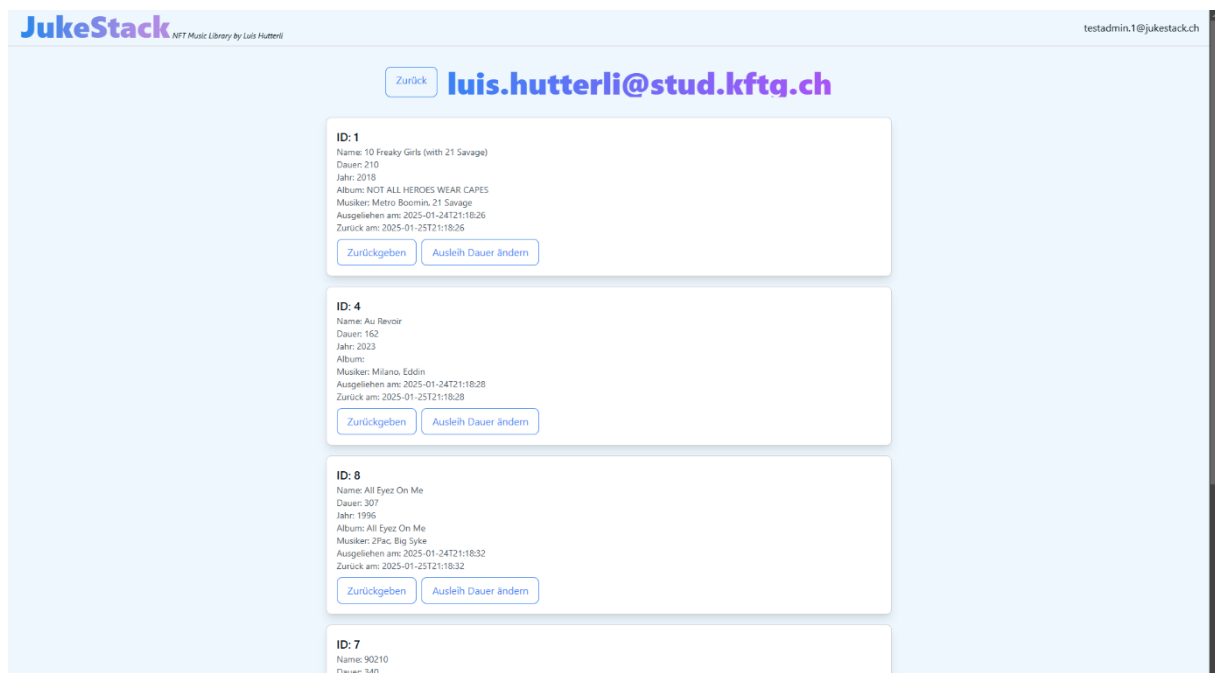 JukeStack NFT Music Library by Luis Hutterli
testadmin.1@jukestack.ch
Zurück luis.hutterli@stud.kftg.ch
ID: 1
Name: 10 Freaky Girls (with 21 Savage)
Dauer: 210
Jahr: 2018
Album: NOT ALL HEROES WEAR CAPES
Musiker: Metro Boomin, 21 Savage
Ausgeliehen am: 2025-01-24T21:18:26
Zurück am: 2025-01-25T21:18:26
Zurückgeben Ausleih Dauer ändern
ID: 4
Name: Au Revoir
Dauer: 162
Jahr: 2023
Album:
Musiker: Milano, Eddin
Ausgeliehen am: 2025-01-24T21:18:28
Zurück am: 2025-01-25T21:18:28
Zurückgeben Ausleih Dauer ändern
ID: 8
Name: All Eyez On Me
Dauer: 307
Jahr: 1996
Album: All Eyez On Me
Musiker: 2Pac, Big Syke
Ausgeliehen am: 2025-01-24T21:18:32
Zurück am: 2025-01-25T21:18:32
Zurückgeben Ausleih Dauer ändern
ID: 7
Name: 90210
Dauer: 340